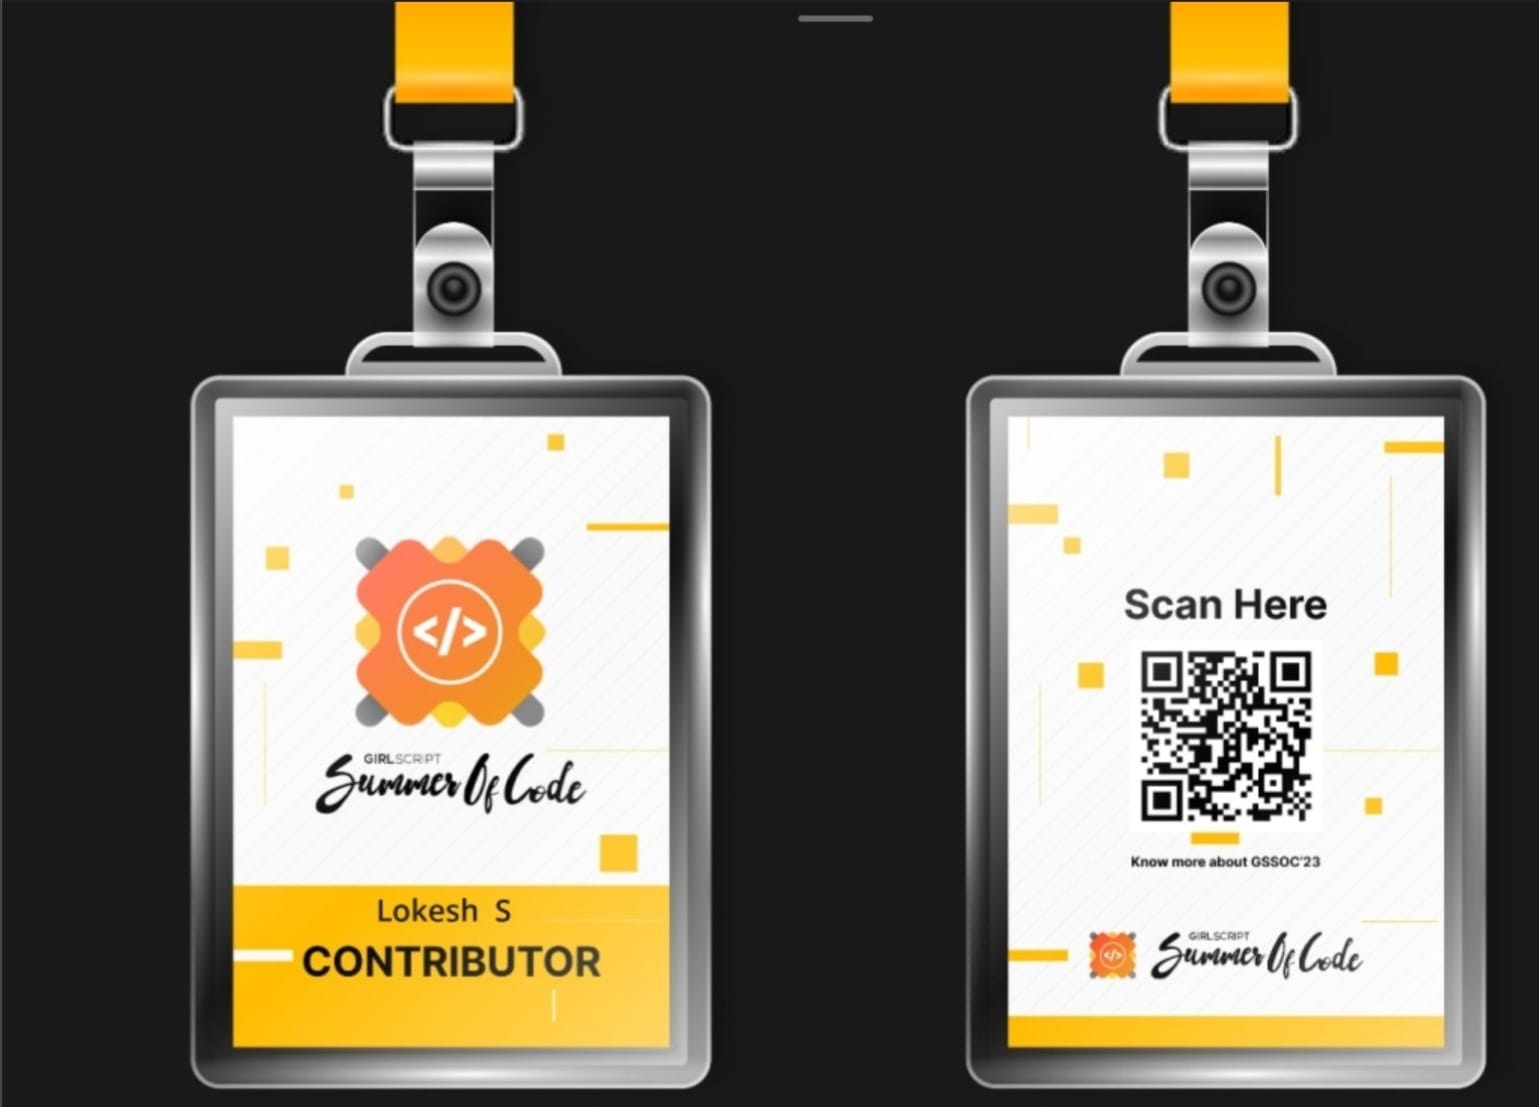 GIRLSCRIPT
Summer Of Code
Lokesh S
CONTRIBUTOR
Scan Here
Know more about GSSOC'23
GIRLSCRIPT
Summer Of Code